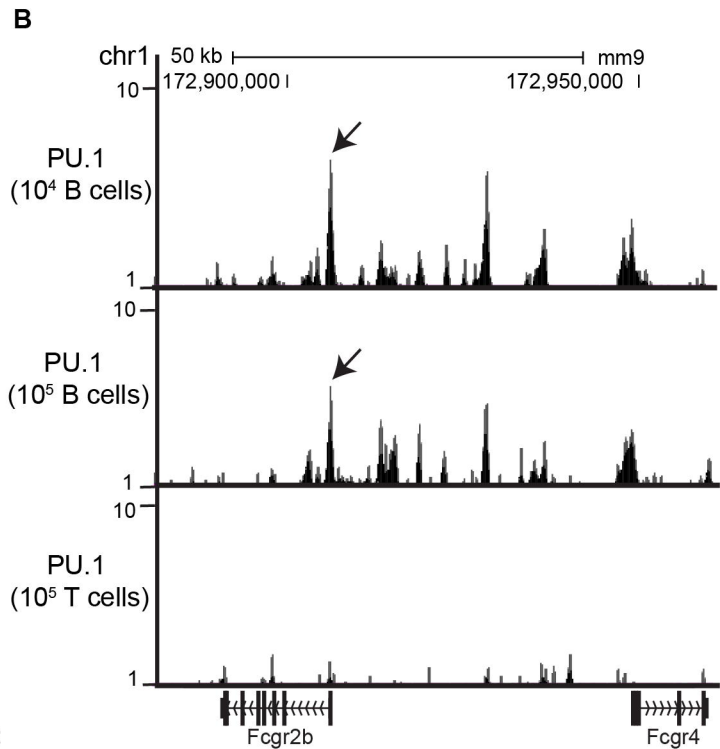 B
chr1 50 kb mm9
172,900,000 172,950,000
10
PU.1
(10⁴ B cells)
1
10
PU.1
(10⁵ B cells)
1
10
PU.1
(10⁵ T cells)
1
Fcgr2b Fcgr4